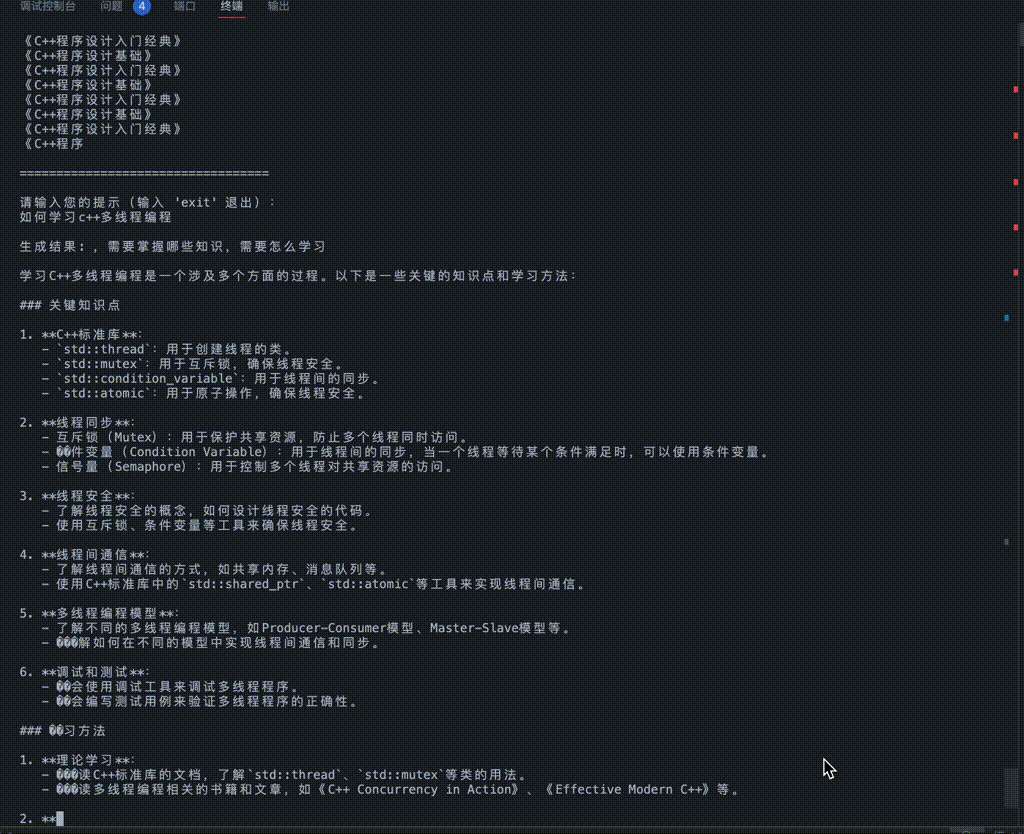 调试控制台 问题 4 端口 终端 输出
《C++程序设计入门经典》
《C++程序设计基础》
《C++程序设计入门经典》
《C++程序设计基础》
《C++程序设计入门经典》
《C++程序设计基础》
《C++程序设计入门经典》
《C++程序
==================================
请输入您的提示 (输入 'exit' 退出) :
如何学习c++多线程编程
生成结果: , 需要掌握哪些知识, 需要怎么学习
学习C++多线程编程是一个涉及多个方面的过程。以下是一些关键的知识点和学习方法:
### 关键知识点
1. **C++标准库**:
- `std::thread`: 用于创建线程的类。
- `std::mutex`: 用于互斥锁, 确保线程安全。
- `std::condition_variable`: 用于线程间的同步。
- `std::atomic`: 用于原子操作, 确保线程安全。
2. **线程同步**:
- 互斥锁 (Mutex) : 用于保护共享资源, 防止多个线程同时访问。
- ��件变量 (Condition Variable) : 用于线程间的同步, 当一个线程等待某个条件满足时, 可以使用条件变量。
- 信号量 (Semaphore) : 用于控制多个线程对共享资源的访问。
3. **线程安全**:
- 了解线程安全的概念, 如何设计线程安全的代码。
- 使用互斥锁、条件变量等工具来确保线程安全。
4. **线程间通信**:
- 了解线程间通信的方式, 如共享内存、消息队列等。
- 使用C++标准库中的`std::shared_ptr`、`std::atomic`等工具来实现线程间通信。
5. **多线程编程模型**:
- 了解不同的多线程编程模型, 如Producer-Consumer模型、Master-Slave模型等。
- ���解如何在不同的模型中实现线程间通信和同步。
6. **调试和测试**:
- ��会使用调试工具来调试多线程程序。
- ��会编写测试用例来验证多线程程序的正确性。
### ��习方法
1. **理论学习**:
- ���读C++标准库的文档, 了解`std::thread`、`std::mutex`等类的用法。
- ���读多线程编程相关的书籍和文章, 如《C++ Concurrency in Action》、《Effective Modern C++》等。
2. **